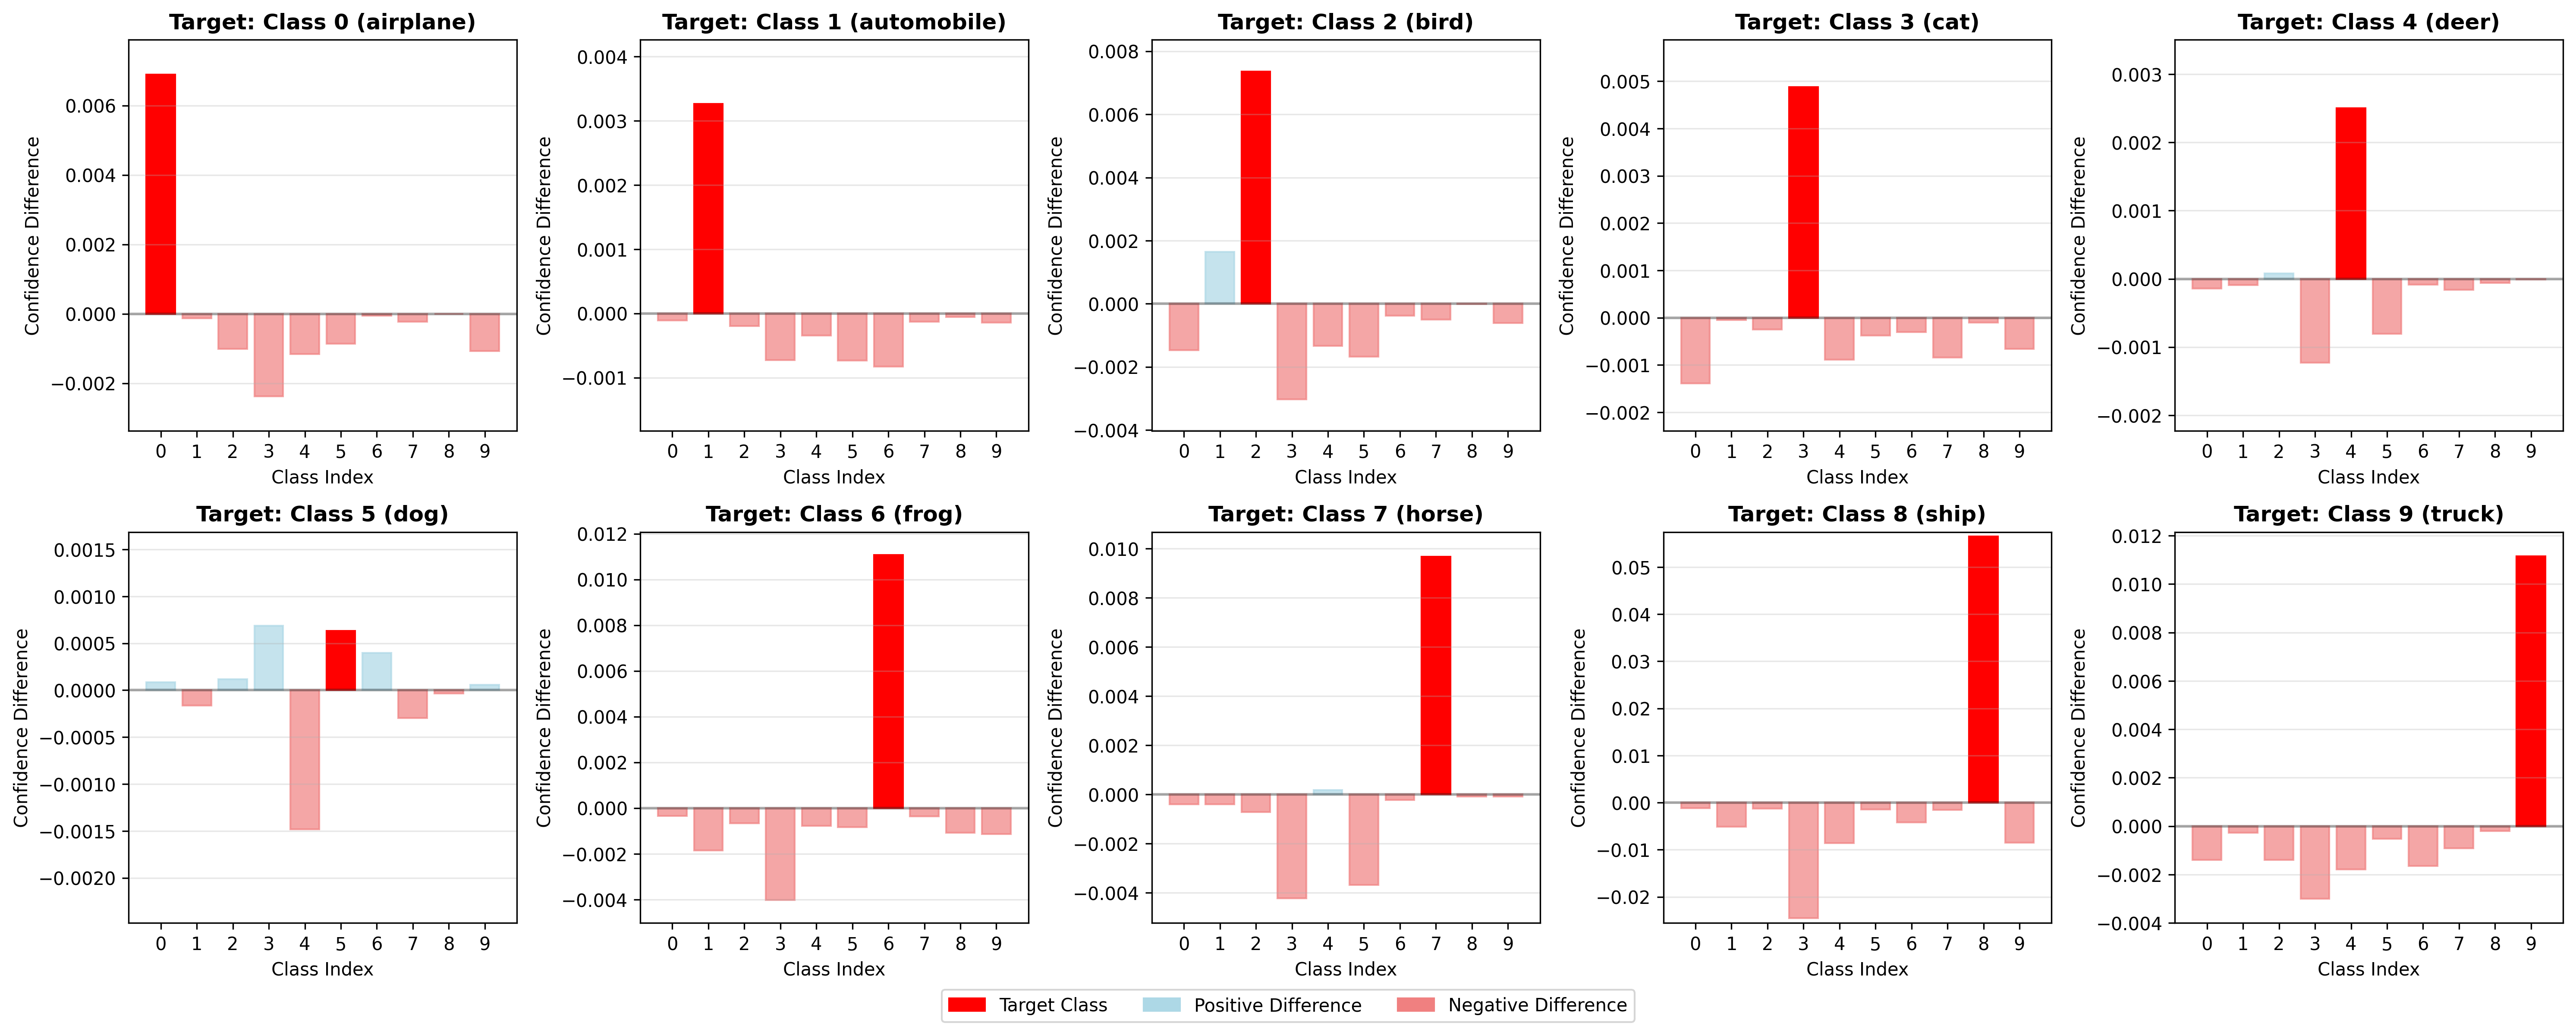 Target: Class 0 (airplane)
Confidence Difference
0.006
0.004
0.002
0.000
−0.002
0 1 2 3 4 5 6 7 8 9
Class Index
Target: Class 1 (automobile)
Confidence Difference
0.004
0.003
0.002
0.001
0.000
−0.001
0 1 2 3 4 5 6 7 8 9
Class Index
Target: Class 2 (bird)
Confidence Difference
0.008
0.006
0.004
0.002
0.000
−0.002
−0.004
0 1 2 3 4 5 6 7 8 9
Class Index
Target: Class 3 (cat)
Confidence Difference
0.005
0.004
0.003
0.002
0.001
0.000
−0.001
−0.002
0 1 2 3 4 5 6 7 8 9
Class Index
Target: Class 4 (deer)
Confidence Difference
0.003
0.002
0.001
0.000
−0.001
−0.002
0 1 2 3 4 5 6 7 8 9
Class Index
Target: Class 5 (dog)
Confidence Difference
0.0015
0.0010
0.0005
0.0000
−0.0005
−0.0010
−0.0015
−0.0020
0 1 2 3 4 5 6 7 8 9
Class Index
Target: Class 6 (frog)
Confidence Difference
0.012
0.010
0.008
0.006
0.004
0.002
0.000
−0.002
−0.004
0 1 2 3 4 5 6 7 8 9
Class Index
Target: Class 7 (horse)
Confidence Difference
0.010
0.008
0.006
0.004
0.002
0.000
−0.002
−0.004
0 1 2 3 4 5 6 7 8 9
Class Index
Target: Class 8 (ship)
Confidence Difference
0.05
0.04
0.03
0.02
0.01
0.00
−0.01
−0.02
0 1 2 3 4 5 6 7 8 9
Class Index
Target: Class 9 (truck)
Confidence Difference
0.012
0.010
0.008
0.006
0.004
0.002
0.000
−0.002
−0.004
0 1 2 3 4 5 6 7 8 9
Class Index
Target Class Positive Difference Negative Difference